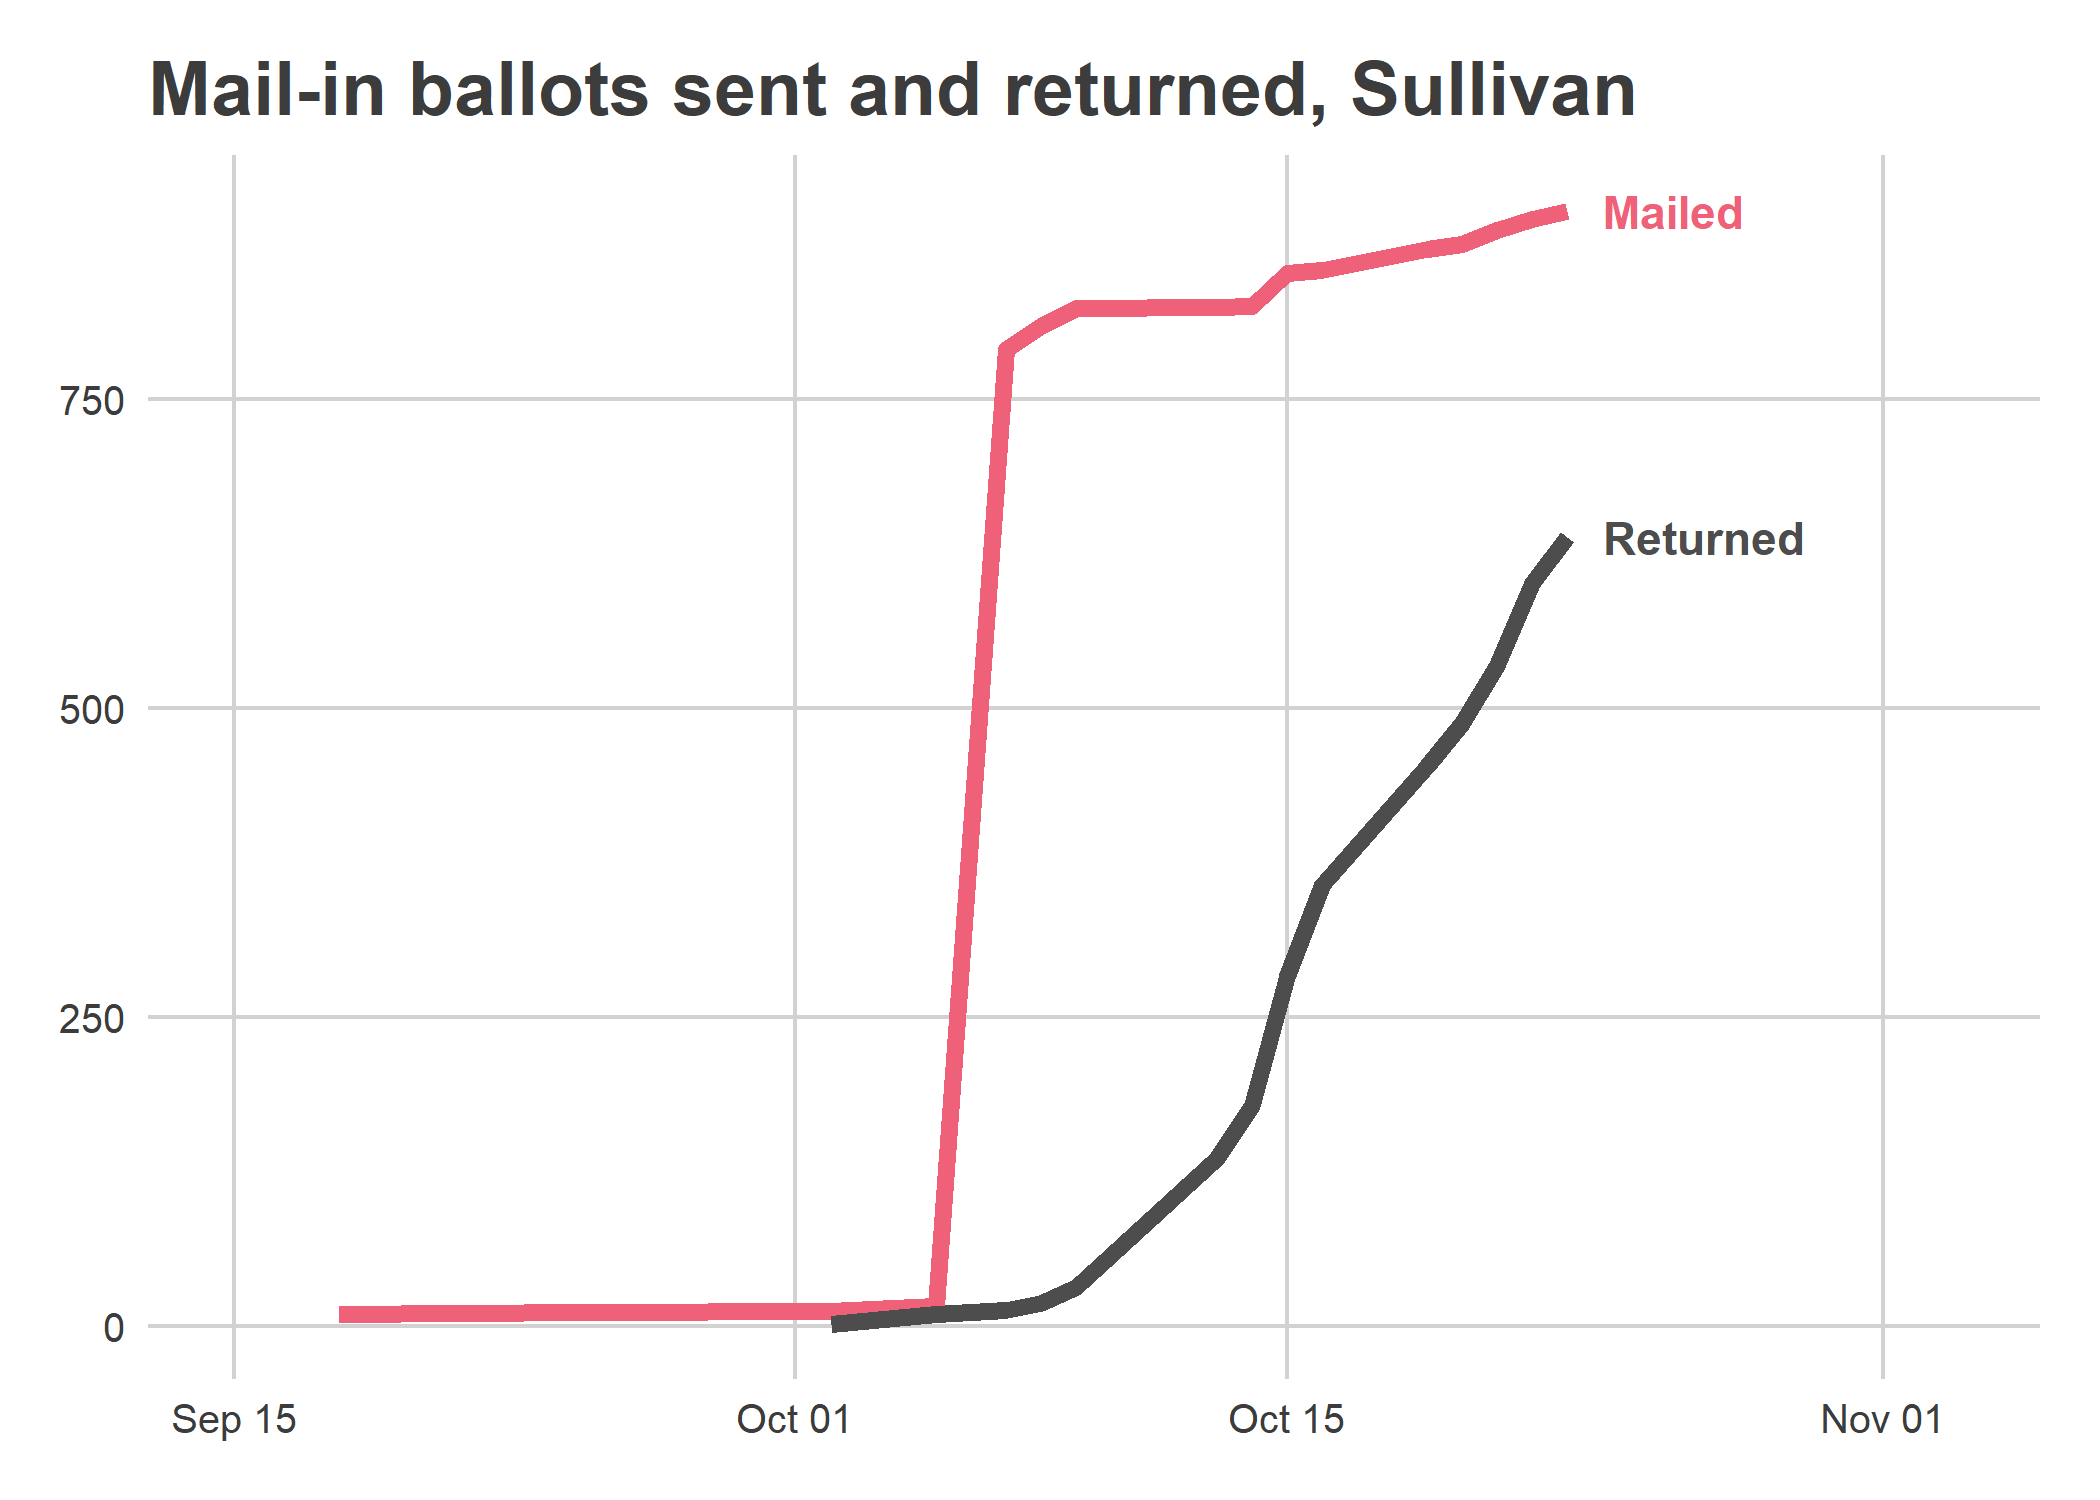 Mail-in ballots sent and returned, Sullivan
Mailed
750
Returned
500
250
0
Sep 15
Oct 01
Oct 15
Nov 01